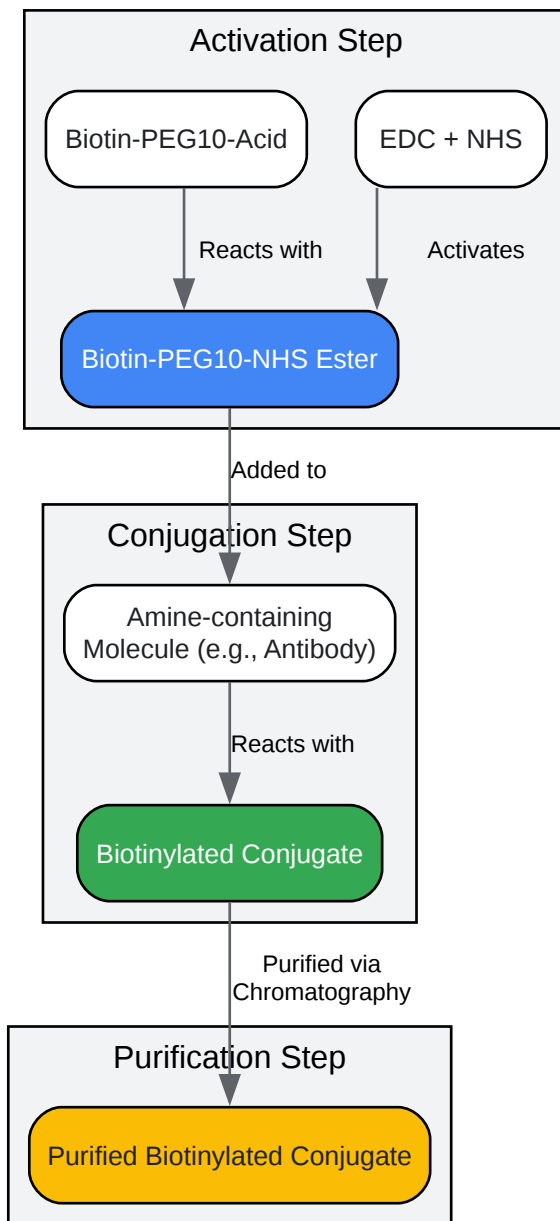 Activation Step
Biotin-PEG10-Acid
EDC + NHS
Reacts with
Activates
Biotin-PEG10-NHS Ester
Added to
Conjugation Step
Amine-containing
Molecule (e.g., Antibody)
Reacts with
Biotinylated Conjugate
Purified via
Chromatography
Purification Step
Purified Biotinylated Conjugate